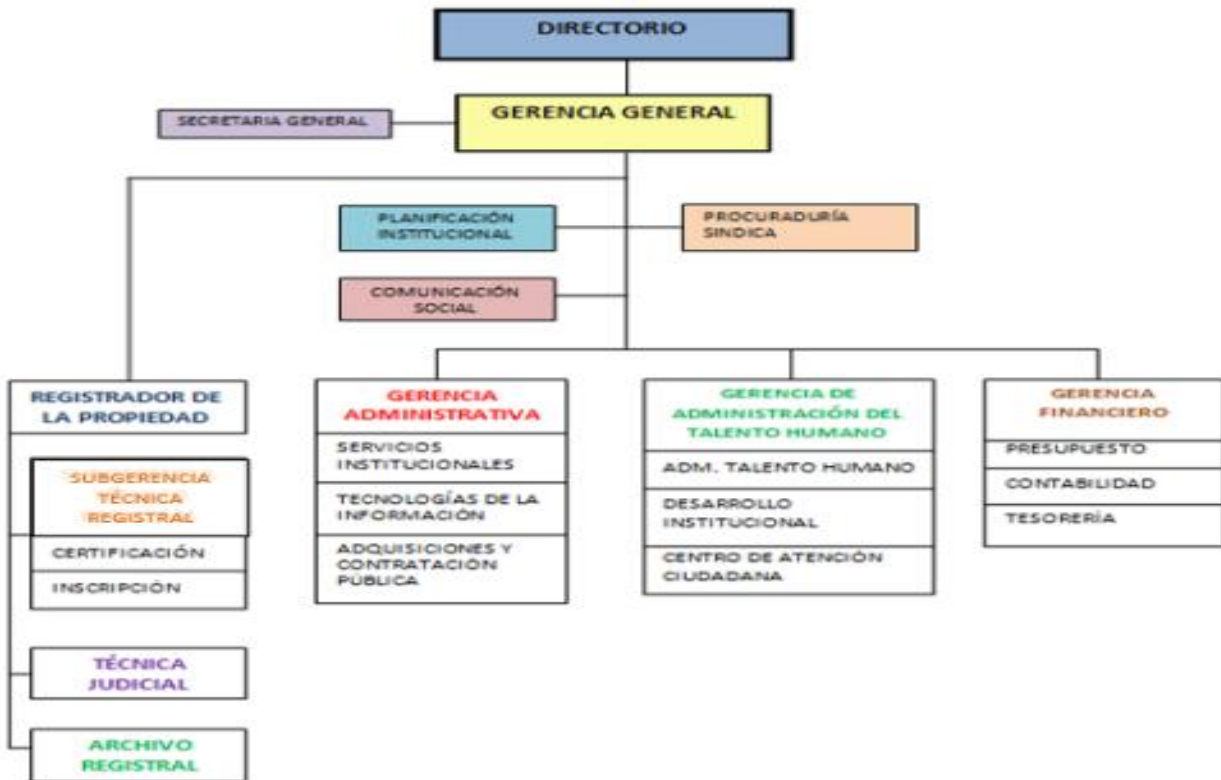 DIRECTORIO
GERENCIA GENERAL
SECRETARIA GENERAL
PLANIFICACIÓN
INSTITUCIONAL
PROCURADURÍA
SINDICA
COMUNICACIÓN
SOCIAL
REGISTRADOR DE
LA PROPIEDAD
SUBGERENCIA
TÉCNICA
REGISTRAL
CERTIFICACIÓN
INSCRIPCIÓN
TÉCNICA
JUDICIAL
ARCHIVO
REGISTRAL
GERENCIA
ADMINISTRATIVA
SERVICIOS
INSTITUCIONALES
TECNOLOGÍAS DE LA
INFORMACIÓN
ADQUISICIONES Y
CONTRATACIÓN
PÚBLICA
GERENCIA DE
ADMINISTRACIÓN DEL
TALENTO HUMANO
ADM. TALENTO HUMANO
DESARROLLO
INSTITUCIONAL
CENTRO DE ATENCIÓN
CIUDADANA
GERENCIA
FINANCIERO
PRESUPUESTO
CONTABILIDAD
TESORERÍA